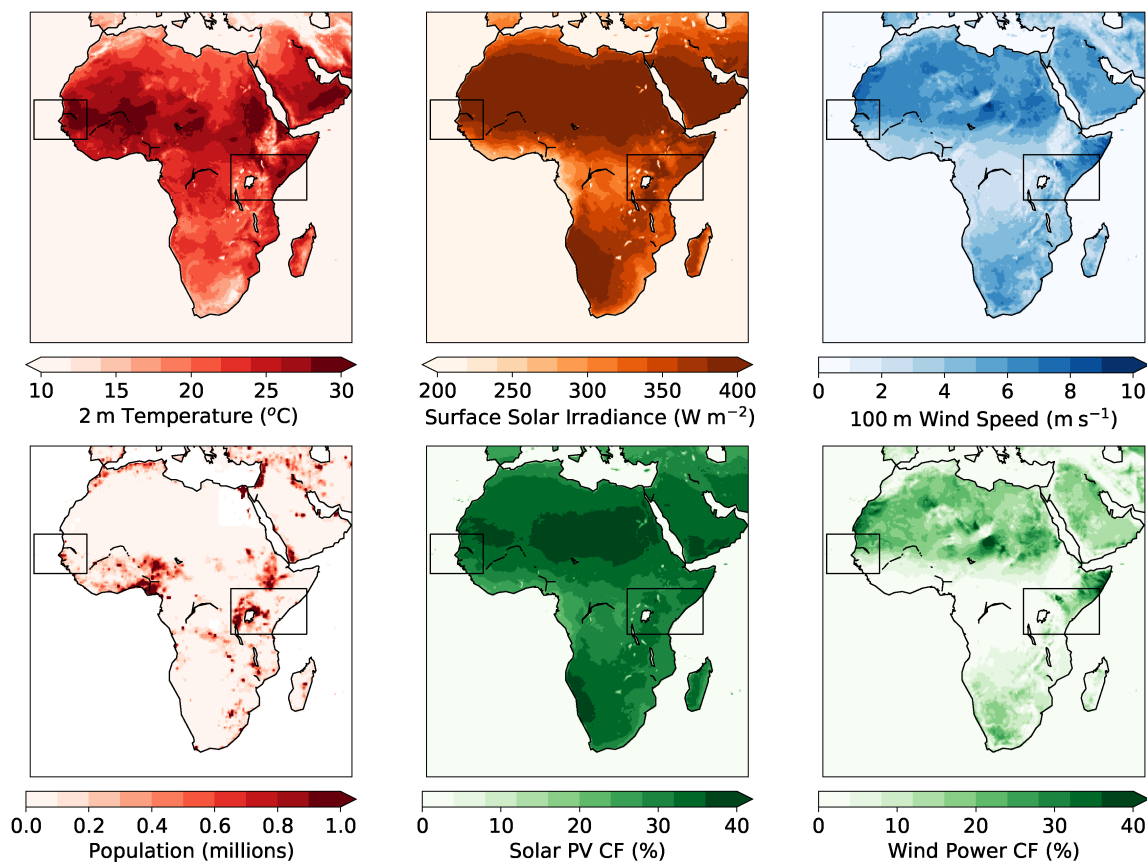 10 15 20 25 30
2 m Temperature (°C)
200 250 300 350 400
Surface Solar Irradiance (W m⁻²)
0 2 4 6 8 10
100 m Wind Speed (m s⁻¹)
0.0 0.2 0.4 0.6 0.8 1.0
Population (millions)
0 10 20 30 40
Solar PV CF (%)
0 10 20 30 40
Wind Power CF (%)